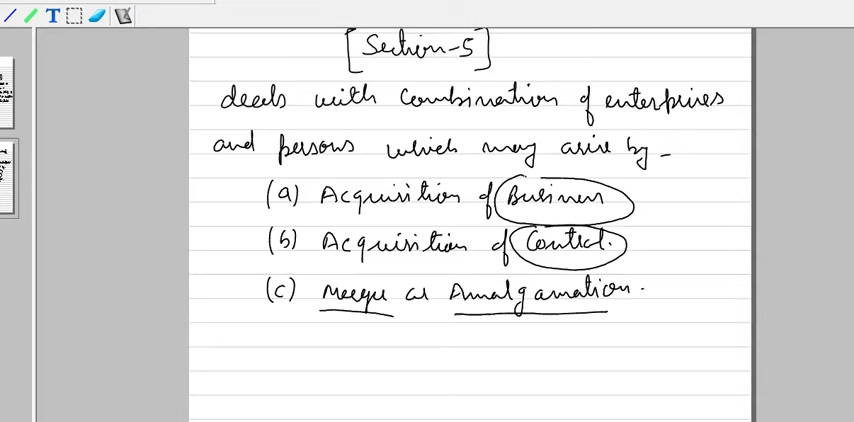 [Section-5]
deals with Combination of enterprises
and persons which may arise by -
(a) Acquisition of Business
(b) Acquisition of Control.
(c) Merger or Amalgamation.